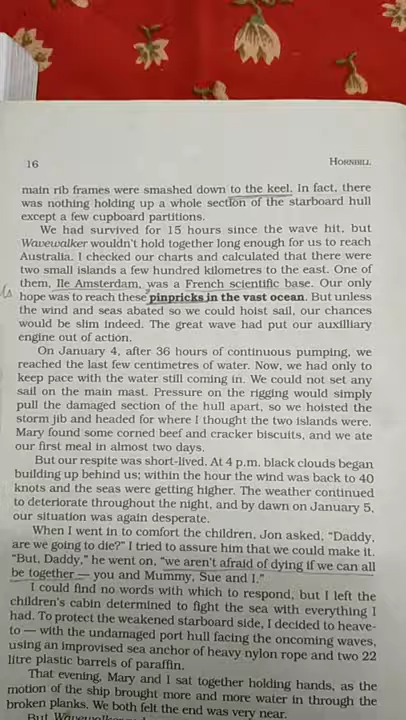 16 HORNBILL
main rib frames were smashed down to the keel. In fact, there
was nothing holding up a whole section of the starboard hull
except a few cupboard partitions.
We had survived for 15 hours since the wave hit, but
Wavewalker wouldn't hold together long enough for us to reach
Australia. I checked our charts and calculated that there were
two small islands a few hundred kilometres to the east. One of
them, Ile Amsterdam, was a French scientific base. Our only
hope was to reach these pinpricks in the vast ocean. But unless
the wind and seas abated so we could hoist sail, our chances
would be slim indeed. The great wave had put our auxilliary
engine out of action.
On January 4, after 36 hours of continuous pumping, we
reached the last few centimetres of water. Now, we had only to
keep pace with the water still coming in. We could not set any
sail on the main mast. Pressure on the rigging would simply
pull the damaged section of the hull apart, so we hoisted the
storm jib and headed for where I thought the two islands were.
Mary found some corned beef and cracker biscuits, and we ate
our first meal in almost two days.
But our respite was short-lived. At 4 p.m. black clouds began
building up behind us; within the hour the wind was back to 40
knots and the seas were getting higher. The weather continued
to deteriorate throughout the night, and by dawn on January 5,
our situation was again desperate.
When I went in to comfort the children, Jon asked, "Daddy,
are we going to die?" I tried to assure him that we could make it.
"But, Daddy," he went on, "we aren't afraid of dying if we can all
be together — you and Mummy, Sue and I."
I could find no words with which to respond, but I left the
children's cabin determined to fight the sea with everything I
had. To protect the weakened starboard side, I decided to heave-
to — with the undamaged port hull facing the oncoming waves,
using an improvised sea anchor of heavy nylon rope and two 22
litre plastic barrels of paraffin.
That evening, Mary and I sat together holding hands, as the
motion of the ship brought more and more water in through the
broken planks. We both felt the end was very near.
But Wavewalker